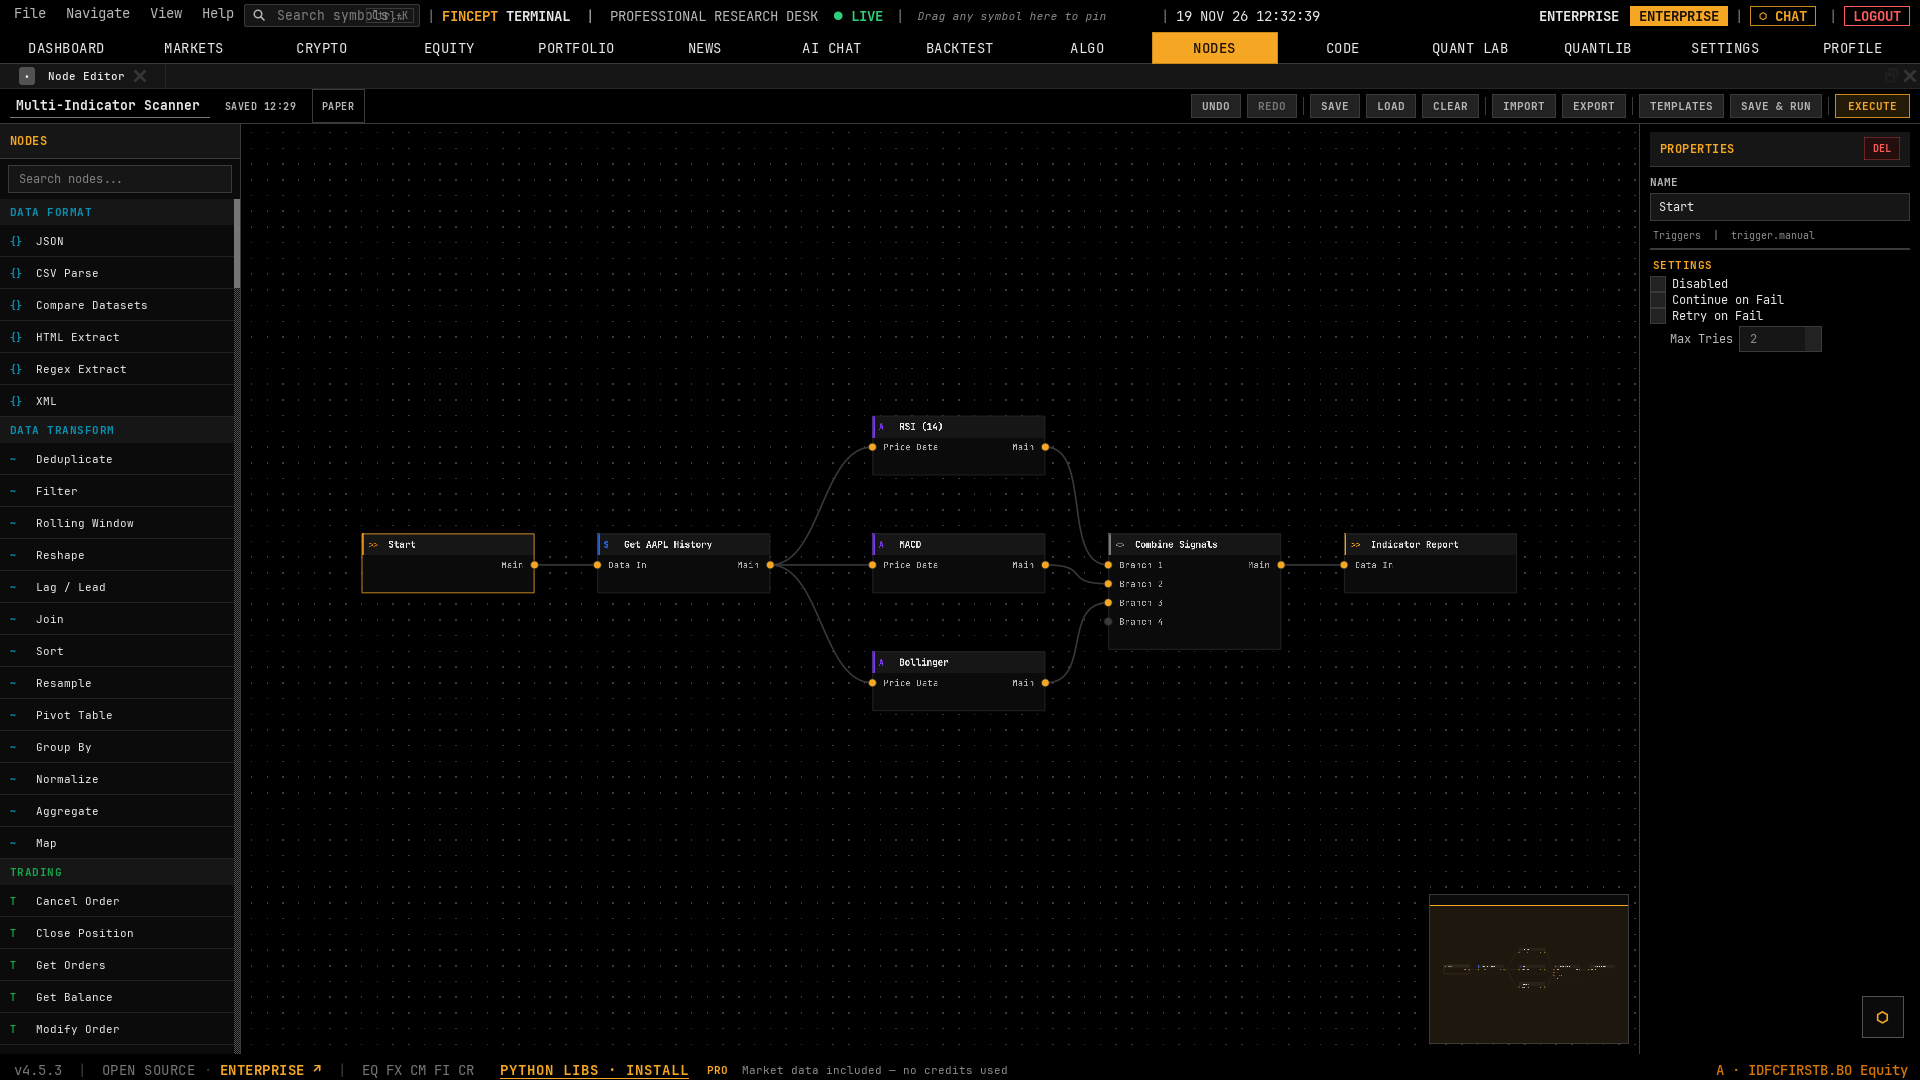 File Navigate View Help Search symbols... Ctrl+K | FINCEPT TERMINAL | PROFESSIONAL RESEARCH DESK ● LIVE | Drag any symbol here to pin | 19 NOV 26 12:32:39 ENTERPRISE ENTERPRISE | CHAT | LOGOUT
DASHBOARD MARKETS CRYPTO EQUITY PORTFOLIO NEWS AI CHAT BACKTEST ALGO NODES CODE QUANT LAB QUANTLIB SETTINGS PROFILE
Node Editor
Multi-Indicator Scanner SAVED 12:29 PAPER UNDO REDO SAVE LOAD CLEAR IMPORT EXPORT TEMPLATES SAVE & RUN EXECUTE
NODES
Search nodes...
DATA FORMAT
{} JSON
{} CSV Parse
{} Compare Datasets
{} HTML Extract
{} Regex Extract
{} XML
DATA TRANSFORM
~ Deduplicate
~ Filter
~ Rolling Window
~ Reshape
~ Lag / Lead
~ Join
~ Sort
~ Resample
~ Pivot Table
~ Group By
~ Normalize
~ Aggregate
~ Map
TRADING
T Cancel Order
T Close Position
T Get Orders
T Get Balance
T Modify Order
>> Start
Main
$ Get AAPL History
Data In Main
A RSI (14)
Price Data Main
A MACD
Price Data Main
A Bollinger
Price Data Main
<> Combine Signals
Branch 1 Main
Branch 2
Branch 3
Branch 4
>> Indicator Report
Data In
PROPERTIES DEL
NAME
Start
Triggers | trigger.manual
SETTINGS
Disabled
Continue on Fail
Retry on Fail
Max Tries 2
v4.5.3 | OPEN SOURCE · ENTERPRISE ↗ | EQ FX CM FI CR PYTHON LIBS · INSTALL PRO Market data included — no credits used A · IDFCFIRSTB.BO Equity